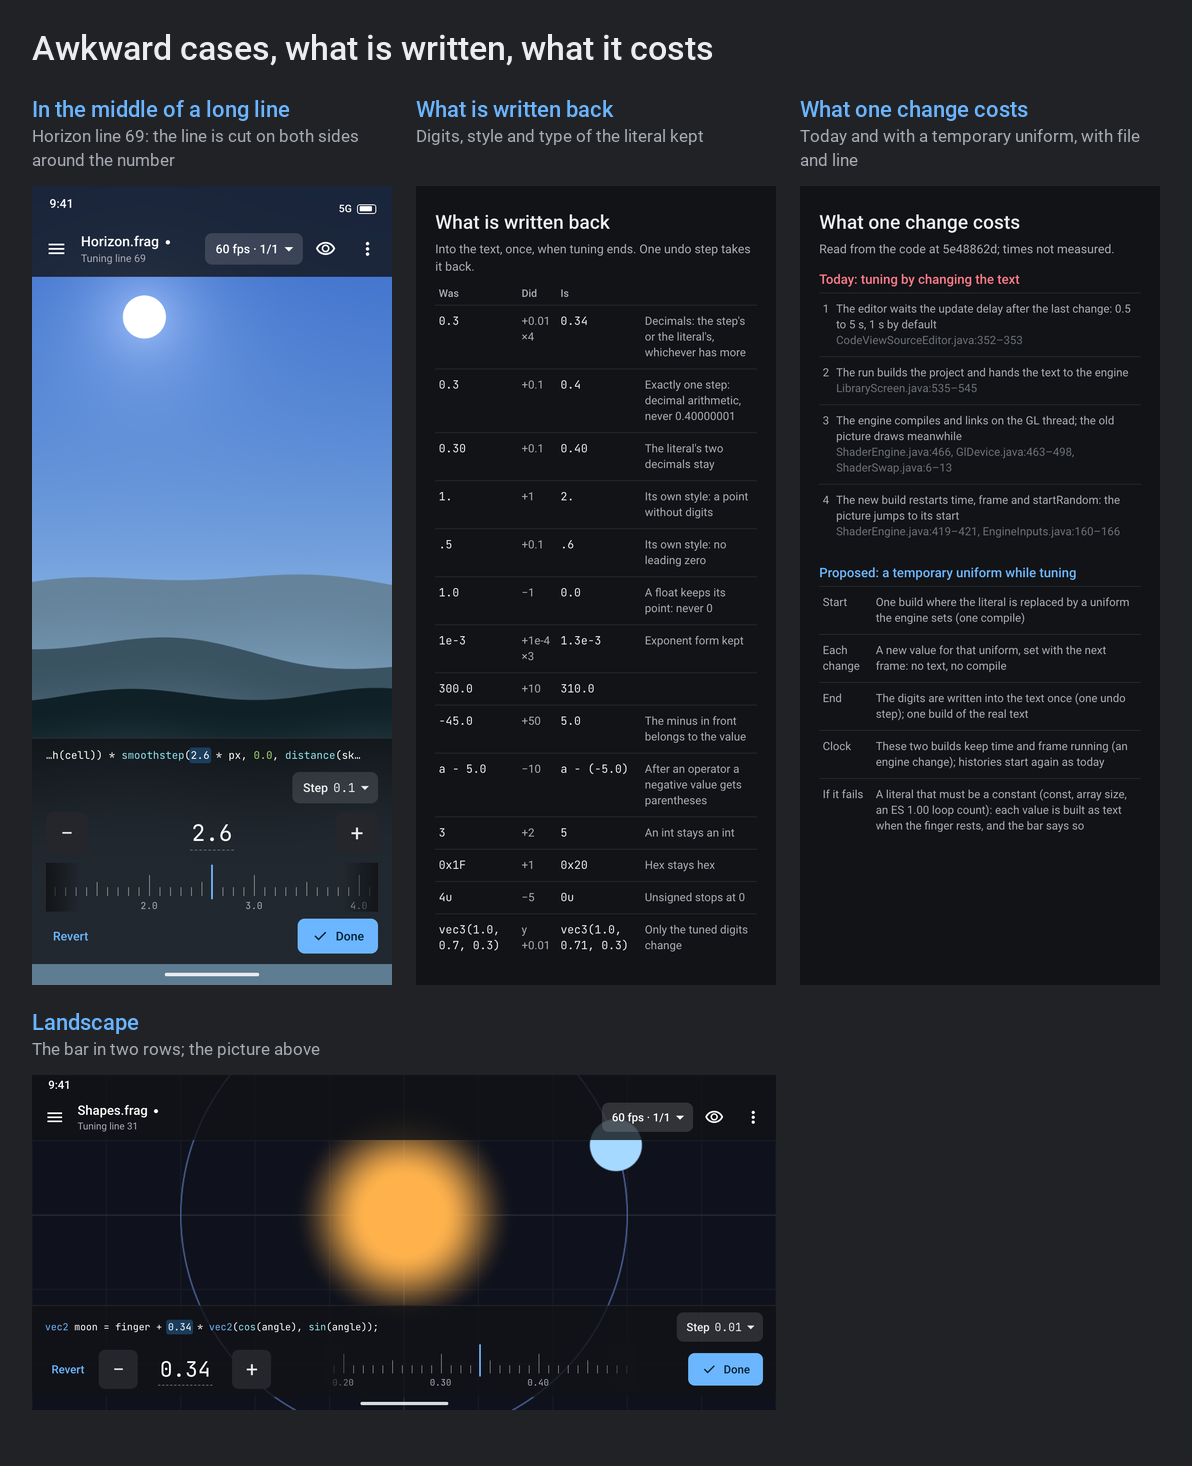 Awkward cases, what is written, what it costs
In the middle of a long line
Horizon line 69: the line is cut on both sides
around the number
9:41
5G
Horizon.frag •
Tuning line 69
60 fps · 1/1
…h(cell)) * smoothstep(2.6 * px, 0.0, distance(sk…
Step 0.1
−
2.6
+
2.0
3.0
4.0
Revert
Done
What is written back
Digits, style and type of the literal kept
What is written back
Into the text, once, when tuning ends. One undo step takes
it back.
Was Did Is
0.3 +0.01 0.34 Decimals: the step's
×4 or the literal's,
whichever has more
0.3 +0.1 0.4 Exactly one step:
decimal arithmetic,
never 0.40000001
0.30 +0.1 0.40 The literal's two
decimals stay
1. +1 2. Its own style: a point
without digits
.5 +0.1 .6 Its own style: no
leading zero
1.0 −1 0.0 A float keeps its
point: never 0
1e-3 +1e-4 1.3e-3 Exponent form kept
×3
300.0 +10 310.0
-45.0 +50 5.0 The minus in front
belongs to the value
a - 5.0 −10 a - (-5.0) After an operator a
negative value gets
parentheses
3 +2 5 An int stays an int
0x1F +1 0x20 Hex stays hex
4u −5 0u Unsigned stops at 0
vec3(1.0, y vec3(1.0, Only the tuned digits
0.7, 0.3) +0.01 0.71, 0.3) change
What one change costs
Today and with a temporary uniform, with file
and line
What one change costs
Read from the code at 5e48862d; times not measured.
Today: tuning by changing the text
1 The editor waits the update delay after the last change: 0.5
to 5 s, 1 s by default
CodeViewSourceEditor.java:352–353
2 The run builds the project and hands the text to the engine
LibraryScreen.java:535–545
3 The engine compiles and links on the GL thread; the old
picture draws meanwhile
ShaderEngine.java:466, GlDevice.java:463–498,
ShaderSwap.java:6–13
4 The new build restarts time, frame and startRandom: the
picture jumps to its start
ShaderEngine.java:419–421, EngineInputs.java:160–166
Proposed: a temporary uniform while tuning
Start One build where the literal is replaced by a uniform
the engine sets (one compile)
Each A new value for that uniform, set with the next
change frame: no text, no compile
End The digits are written into the text once (one undo
step); one build of the real text
Clock These two builds keep time and frame running (an
engine change); histories start again as today
If it fails A literal that must be a constant (const, array size,
an ES 1.00 loop count): each value is built as text
when the finger rests, and the bar says so
Landscape
The bar in two rows; the picture above
9:41
Shapes.frag •
Tuning line 31
60 fps · 1/1
vec2 moon = finger + 0.34 * vec2(cos(angle), sin(angle));
Step 0.01
Revert
−
0.34
+
0.20
0.30
0.40
Done